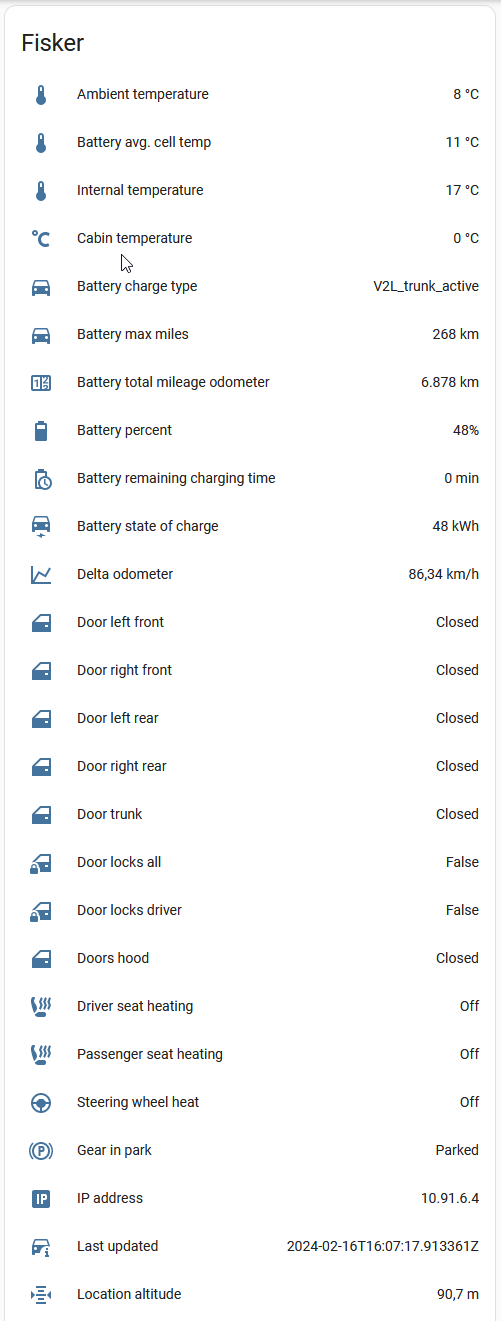 Fisker
Ambient temperature 8 °C
Battery avg. cell temp 11 °C
Internal temperature 17 °C
°C Cabin temperature 0 °C
Battery charge type V2L_trunk_active
Battery max miles 268 km
Battery total mileage odometer 6.878 km
Battery percent 48%
Battery remaining charging time 0 min
Battery state of charge 48 kWh
Delta odometer 86,34 km/h
Door left front Closed
Door right front Closed
Door left rear Closed
Door right rear Closed
Door trunk Closed
Door locks all False
Door locks driver False
Doors hood Closed
Driver seat heating Off
Passenger seat heating Off
Steering wheel heat Off
P Gear in park Parked
IP IP address 10.91.6.4
Last updated 2024-02-16T16:07:17.913361Z
Location altitude 90,7 m